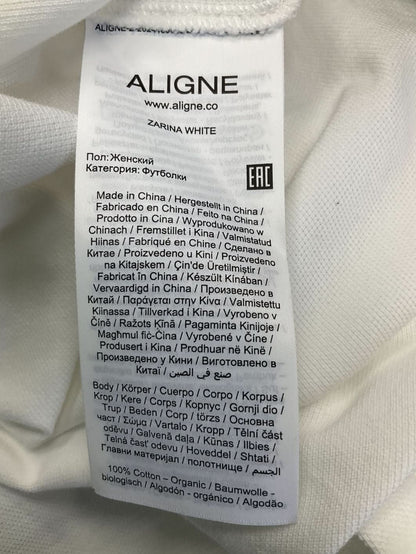 ALIGNE
www.aligne.co
ZARINA WHITE
Пол:Женский
Категория: Футболки
EAC
Made in China / Hergestellt in China /
Fabricado en China / Feito na China /
Prodotto in Cina / Wyprodukowano w
Chinach / Fremstillet i Kina / Valmistatud
Hiinas / Fabriqué en Chine / Сделано в
Китае / Proizvedeno u Kini / Proizvedeno
na Kitajskem / Çin'de Üretilmiştir /
Fabricat în China / Készült Kínában /
Vervaardigd in China / Произведено в
Китай / Παράγεται στην Κίνα / Valmistettu
Kiinassa / Tillverkad i Kina / Vyrobeno v
Číně / Ražots Ķīnā / Pagaminta Kinijoje /
Magħmul fiċ-Ċina / Vyrobené v Číne /
Produsert i Kina / Prodhuar në Kinë /
Произведено у Кини / Виготовлено в
Китаї / صنع في الصين
Body / Körper / Cuerpo / Corpo / Korpus /
Krop / Kere / Corps / Корпус / Gornji dio /
Trup / Beden / Corp / törzs / Основна
част / Σώμα / Vartalo / Kropp / Tělní část
oděvu / Galvenā daļa / Kūnas / Ilbies /
Telná časť odevu / Hoveddel / Shtati /
Главни материјал / полотнище / الجسم
100% Cotton - Organic / Baumwolle -
biologisch / Algodón - orgánico / Algodão